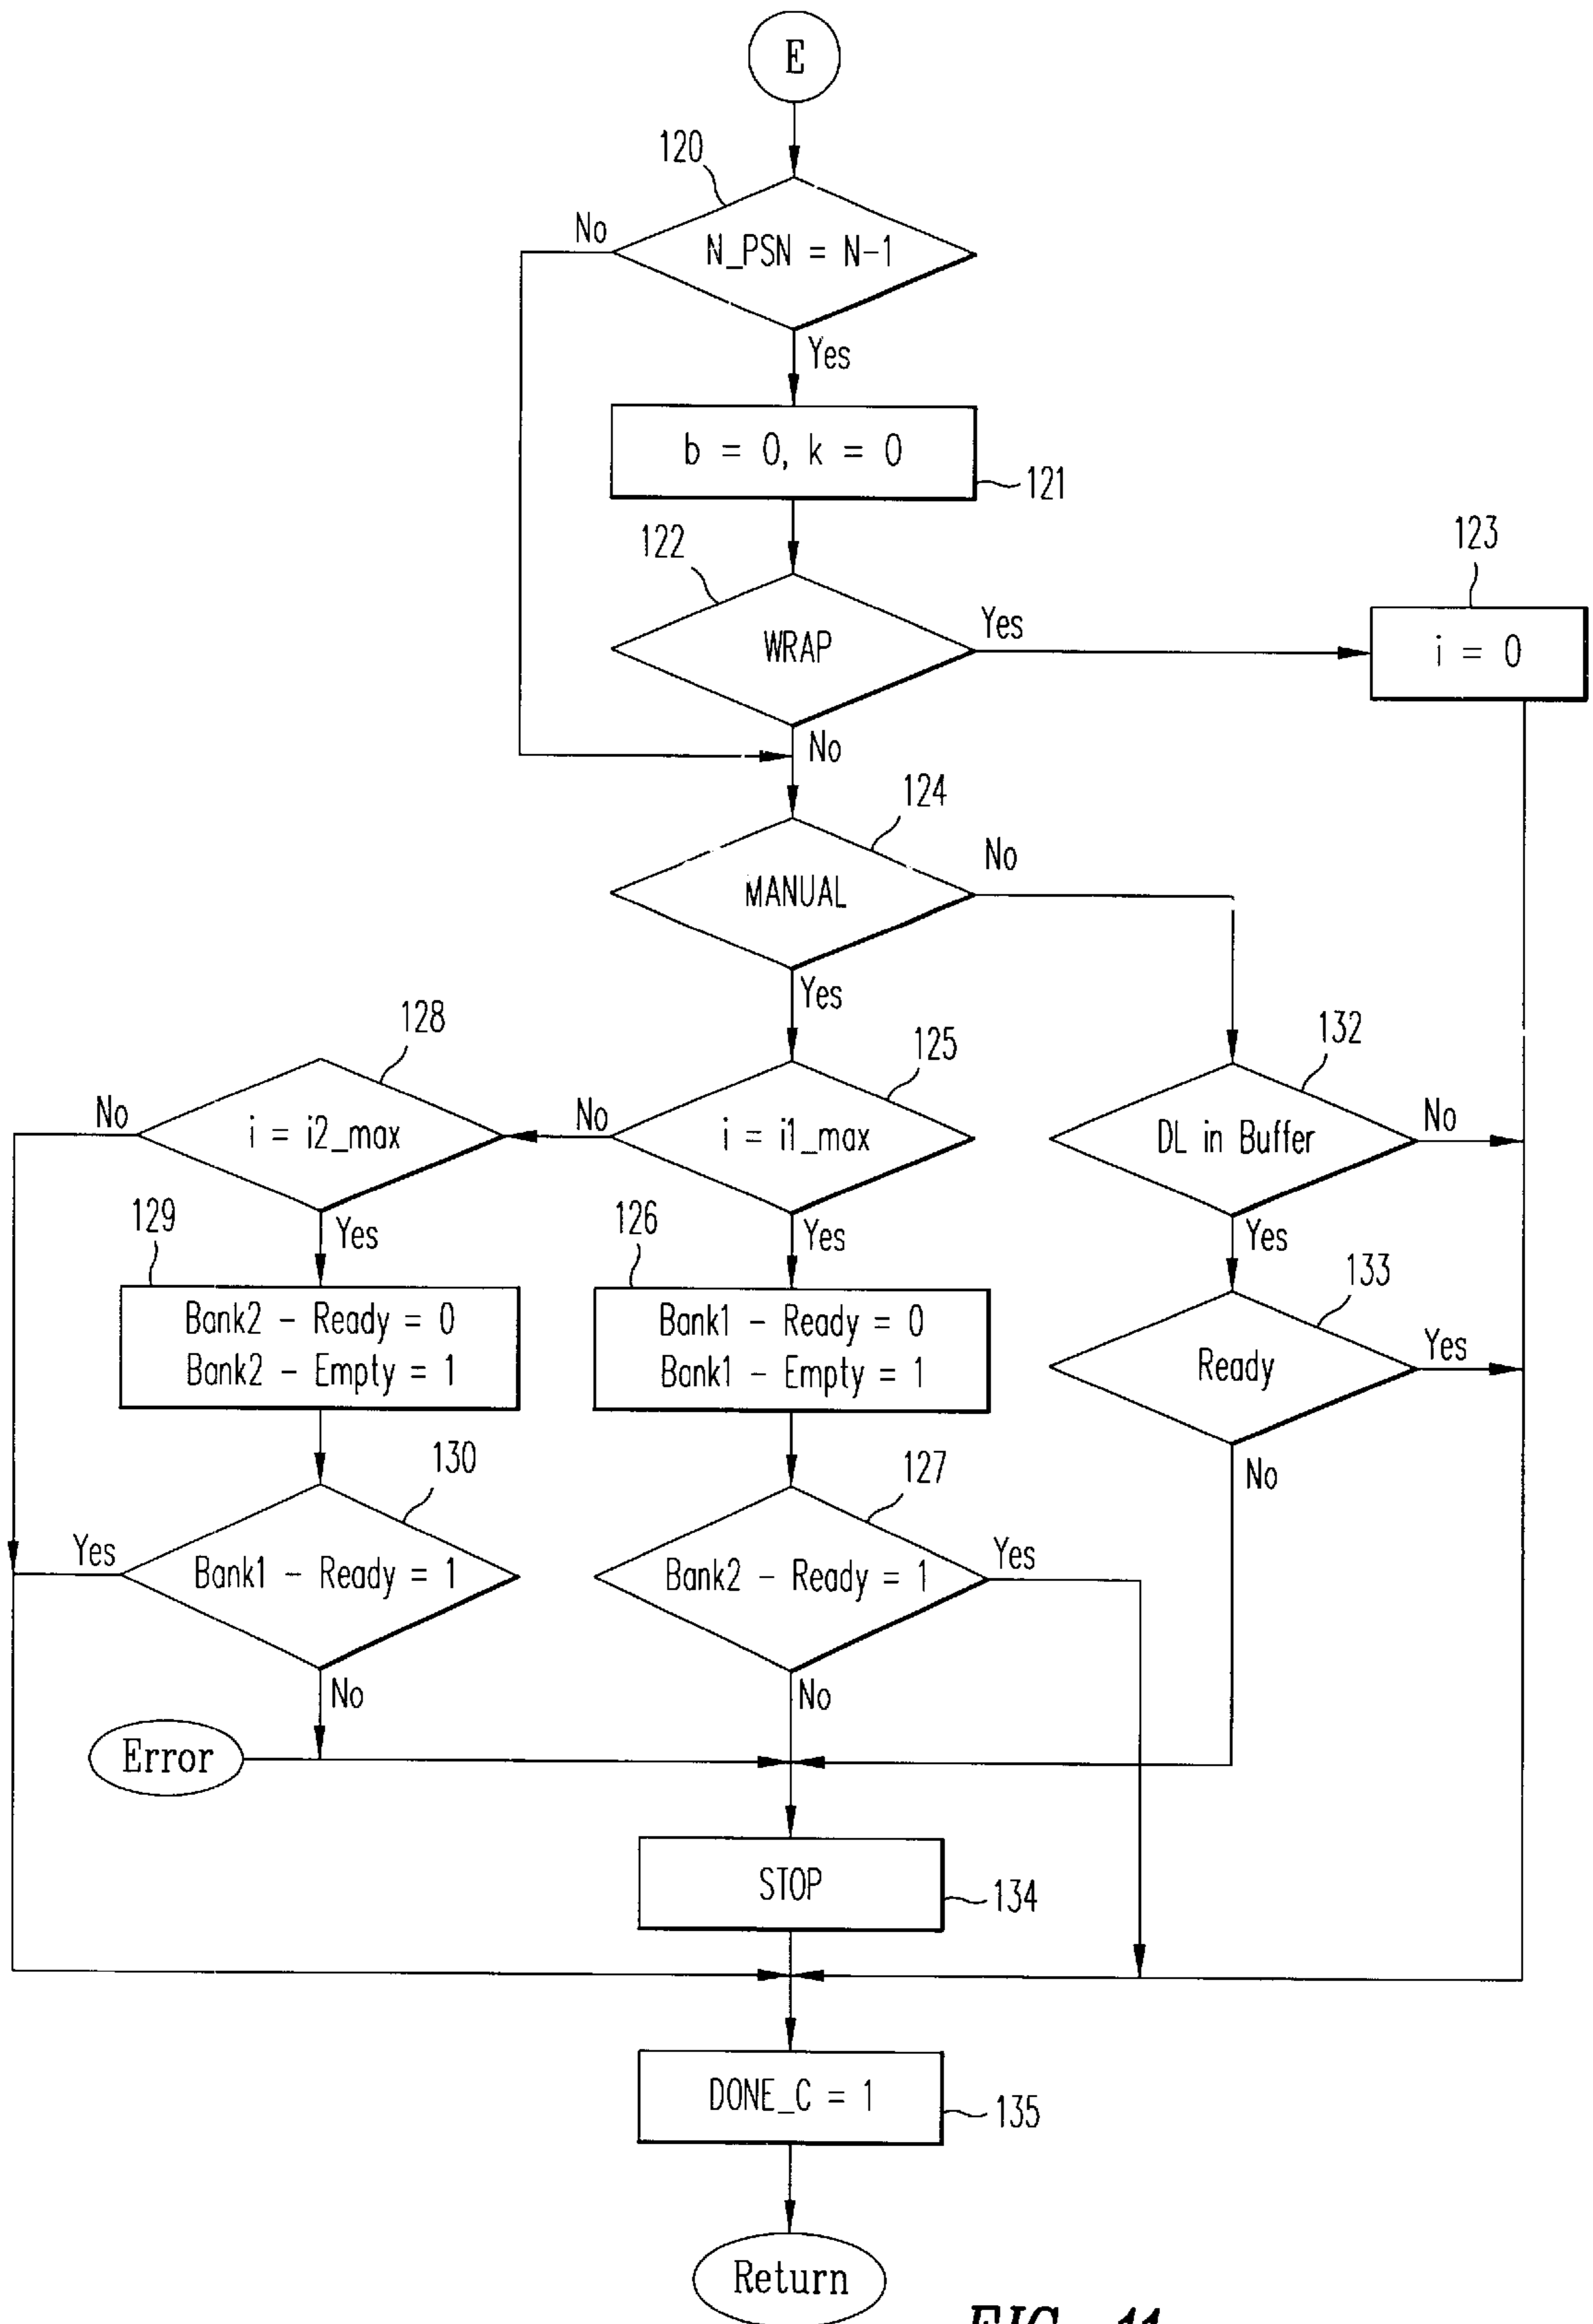 E
120
No
N_PSN = N-1
Yes
b = 0, k = 0
121
122
123
WRAP
Yes
i = 0
No
124
MANUAL
No
Yes
128
125
132
No
i = i2_max
No
i = i1_max
DL in Buffer
No
129
Yes
126
Yes
Yes
133
Bank2 - Ready = 0
Bank2 - Empty = 1
Bank1 - Ready = 0
Bank1 - Empty = 1
Ready
Yes
130
127
No
Yes
Bank1 - Ready = 1
Bank2 - Ready = 1
Yes
No
No
Error
STOP
134
DONE_C = 1
135
Return
FIG. 11